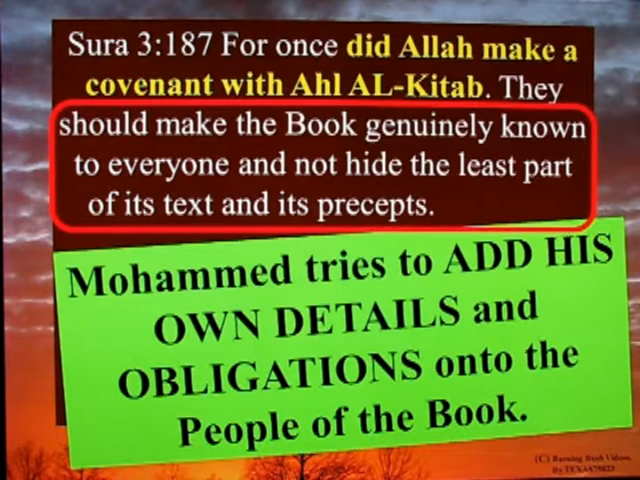 Sura 3:187 For once did Allah make a
covenant with Ahl AL-Kitab. They
should make the Book genuinely known
to everyone and not hide the least part
of its text and its precepts.
Mohammed tries to ADD HIS
OWN DETAILS and
OBLIGATIONS onto the
People of the Book.
(C) Burning Bush Videos.